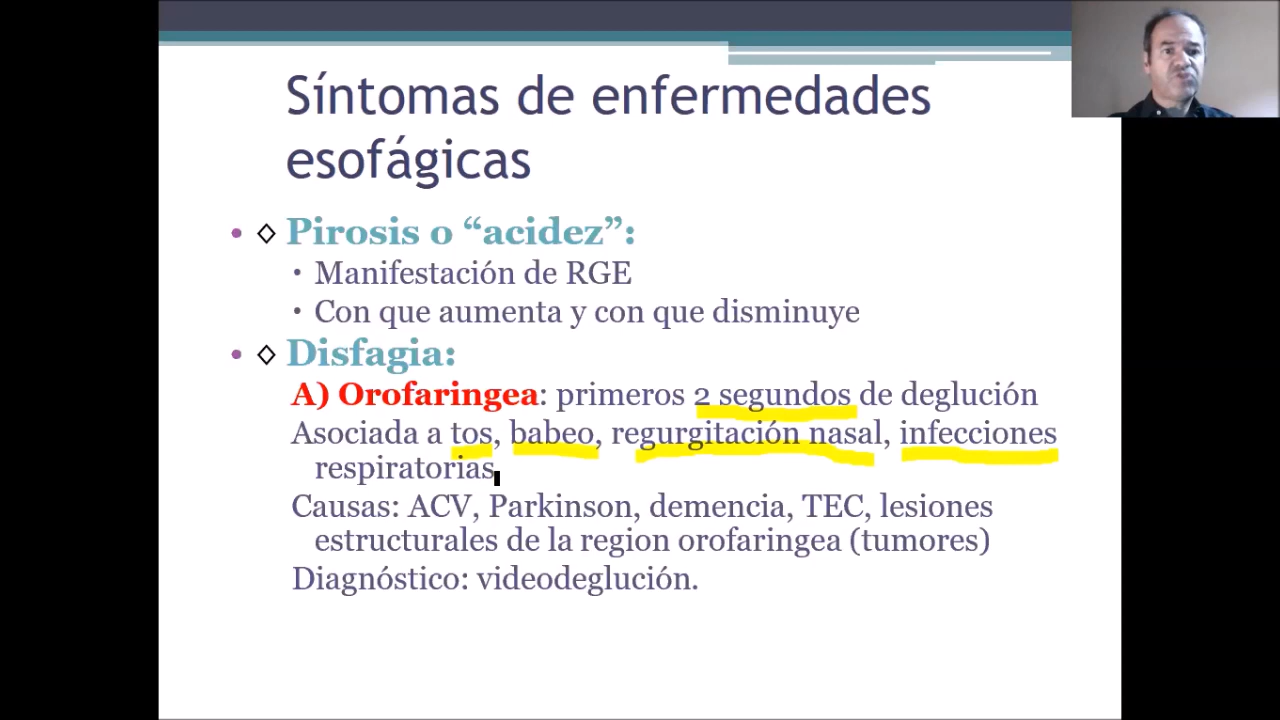 Síntomas de enfermedades
esofágicas
• ◊ Pirosis o “acidez”:
• Manifestación de RGE
• Con que aumenta y con que disminuye
• ◊ Disfagia:
A) Orofaringea: primeros 2 segundos de deglución
Asociada a tos, babeo, regurgitación nasal, infecciones
respiratorias
Causas: ACV, Parkinson, demencia, TEC, lesiones
estructurales de la region orofaringea (tumores)
Diagnóstico: videodeglución.